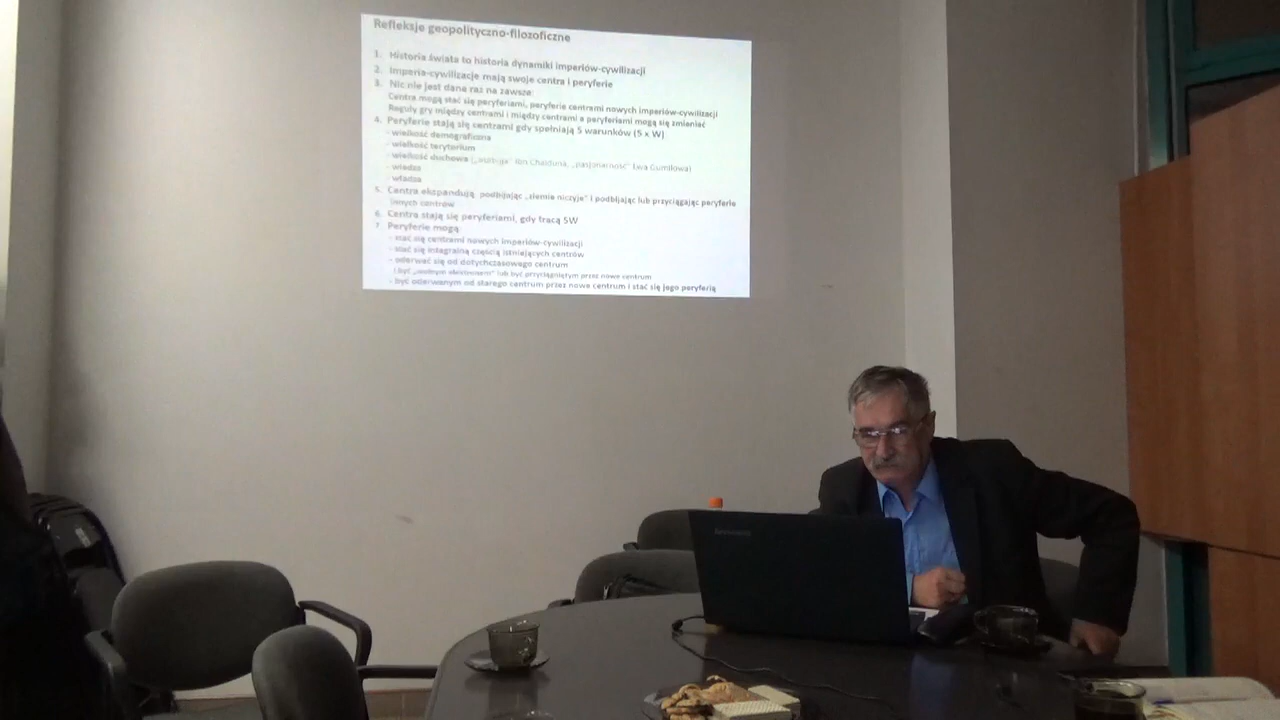 Refleksje geopolityczno-filozoficzne
1. Historia świata to historia dynamiki imperiów-cywilizacji
2. Imperia-cywilizacje mają swoje centra i peryferie
3. Nic nie jest dane raz na zawsze:
Centra mogą stać się peryferiami, peryferie centrami nowych imperiów-cywilizacji
Reguły gry między centrami i między centrami a peryferiami mogą się zmieniać
4. Peryferie stają się centrami gdy spełniają 5 warunków (5 x W)
- wielkość demograficzna
- wielkość terytorium
- wielkość duchowa („asabija" Ibn Chalduna, „pasjonarność" Lwa Gumilowa)
- wiedza
- władza
5. Centra ekspandują, podbijając „ziemie niczyje" i podbijając lub przyciągając peryferie
innych centrów
6. Centra stają się peryferiami, gdy tracą 5W
7. Peryferie mogą
- stać się centrami nowych imperiów-cywilizacji
- stać się integralną częścią istniejących centrów
- oderwać się od dotychczasowego centrum
i być „wolnym elektronem" lub być przyciągniętym przez nowe centrum
- być oderwanym od starego centrum przez nowe centrum i stać się jego peryferią
lenovo